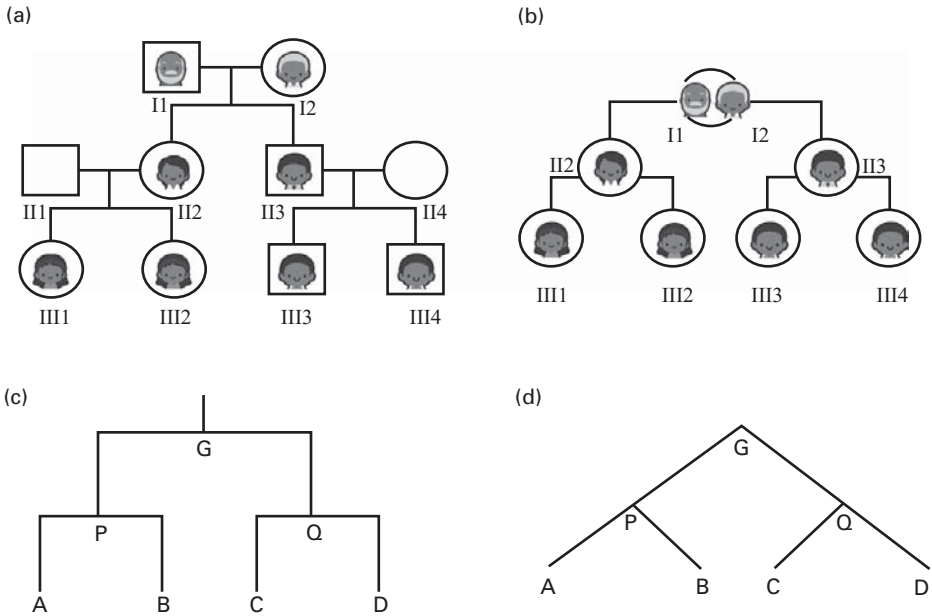 (a)
(b)
I1
I2
I1 I2
II2
II3
II1
II2
II3
II4
III1
III2
III3
III4
III1
III2
III3
III4
(c)
(d)
G
G
P
Q
P
Q
A
B
C
D
A
B
C
D